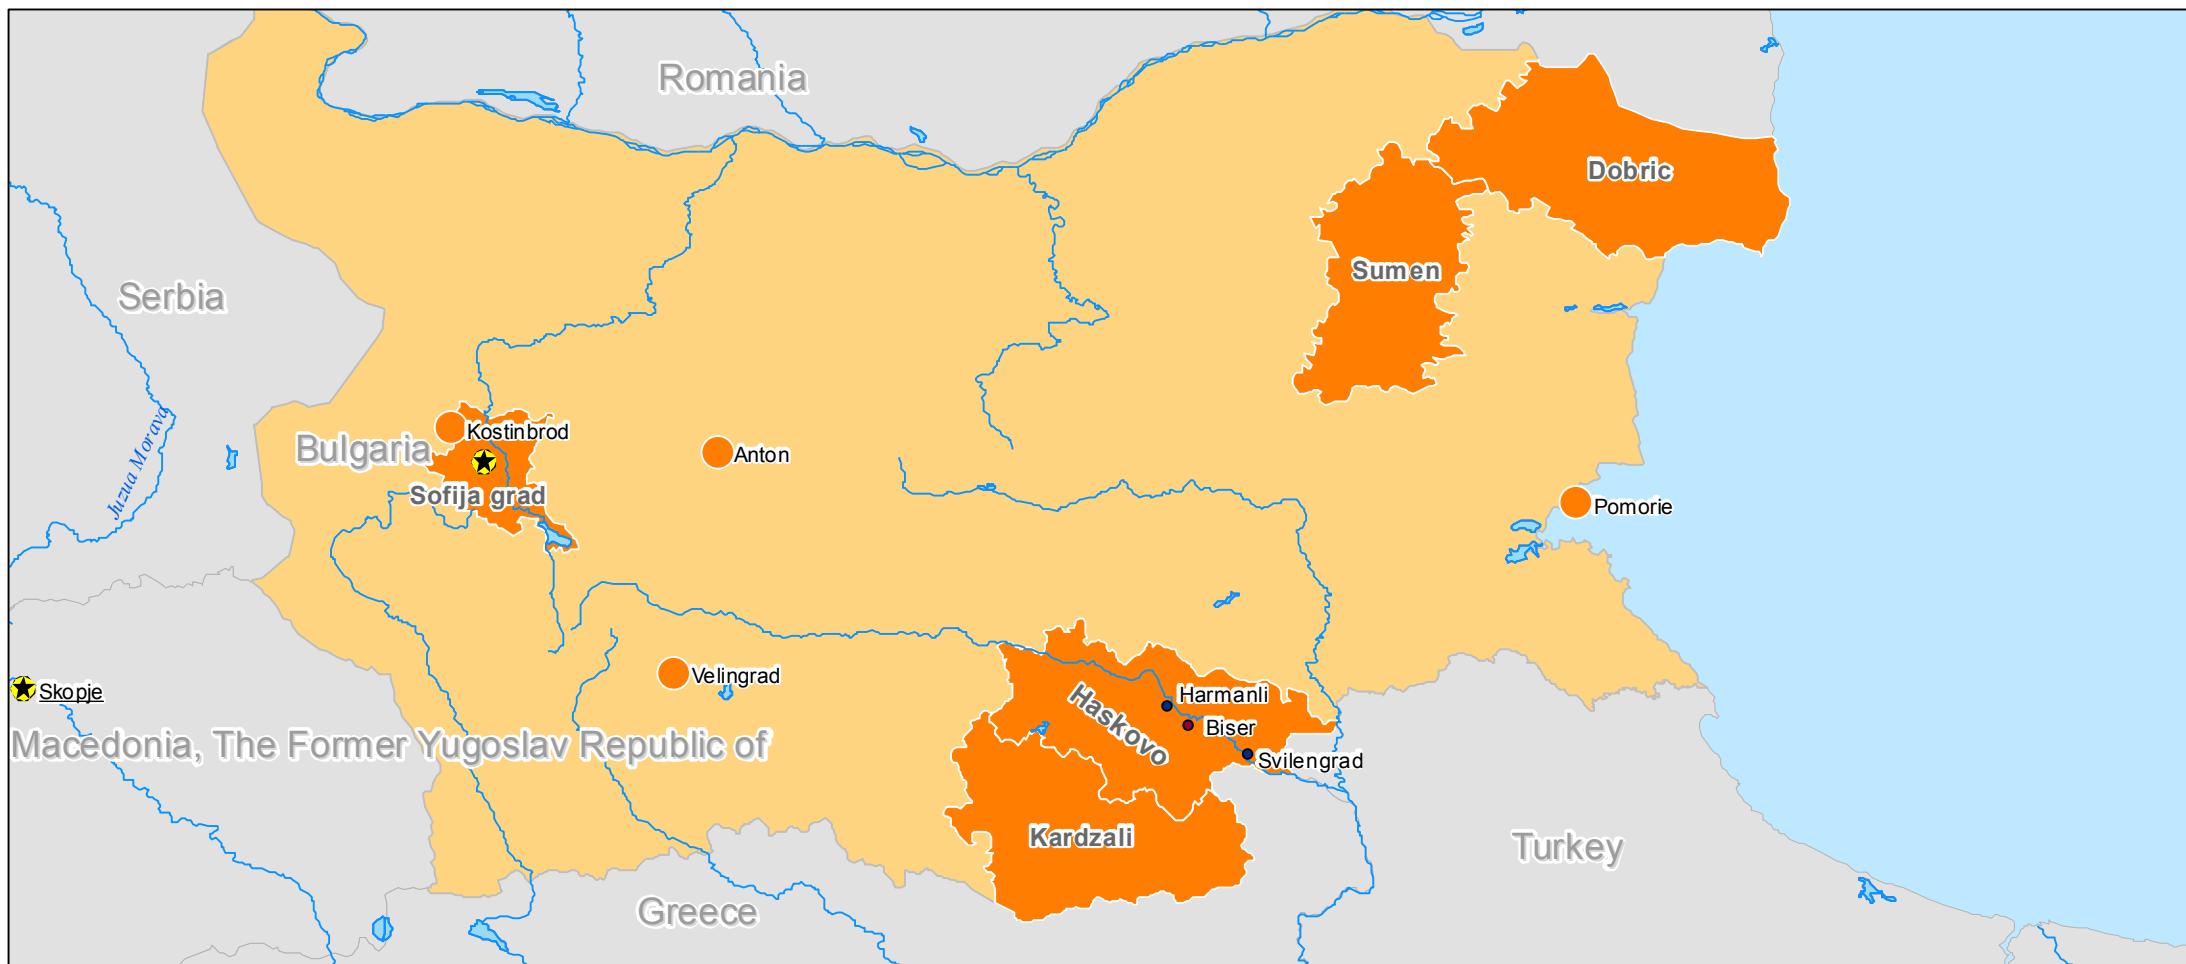 Romania
Dobric
Sumen
Serbia
Juzua Morava
Kostinbrod
Bulgaria
Anton
Sofija grad
Pomorie
Velingrad
Skopje
Harmanli
Haskovo
Biser
Macedonia, The Former Yugoslav Republic of
Svilengrad
Kardzali
Turkey
Greece